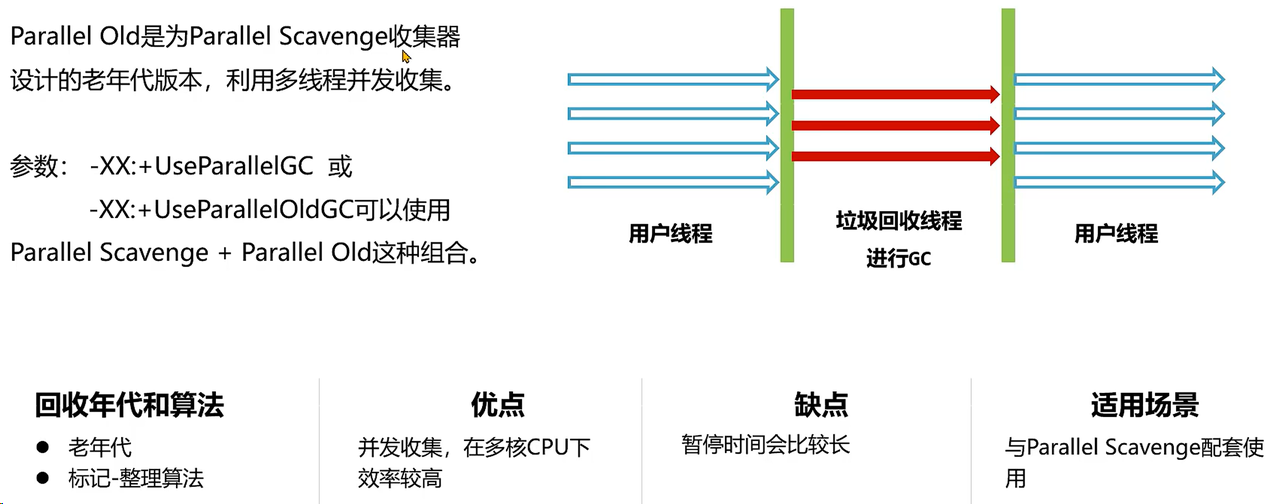 Parallel Old是为Parallel Scavenge收集器
设计的老年代版本，利用多线程并发收集。
参数： -XX:+UseParallelGC 或
-XX:+UseParallelOldGC可以使用
Parallel Scavenge + Parallel Old这种组合。
用户线程
垃圾回收线程
进行GC
用户线程
回收年代和算法
● 老年代
● 标记-整理算法
优点
并发收集，在多核CPU下
效率较高
缺点
暂停时间会比较长
适用场景
与Parallel Scavenge配套使
用